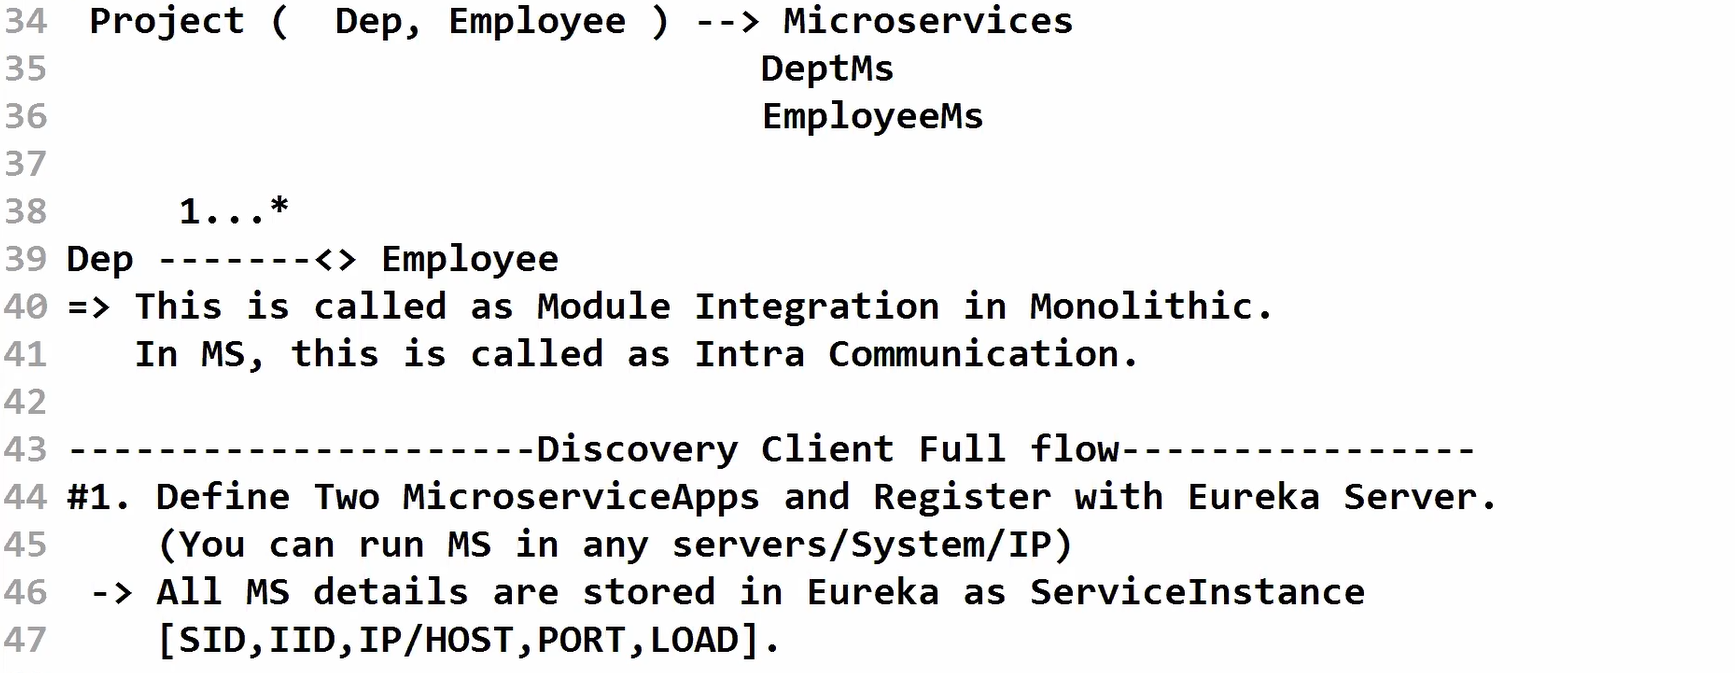 34  Project (  Dep, Employee ) --> Microservices
35                                DeptMs
36                                EmployeeMs
37
38      1...*
39 Dep -------<> Employee
40 => This is called as Module Integration in Monolithic.
41    In MS, this is called as Intra Communication.
42
43 ---------------------Discovery Client Full flow----------------
44 #1. Define Two MicroserviceApps and Register with Eureka Server.
45     (You can run MS in any servers/System/IP)
46  -> All MS details are stored in Eureka as ServiceInstance
47     [SID,IID,IP/HOST,PORT,LOAD].